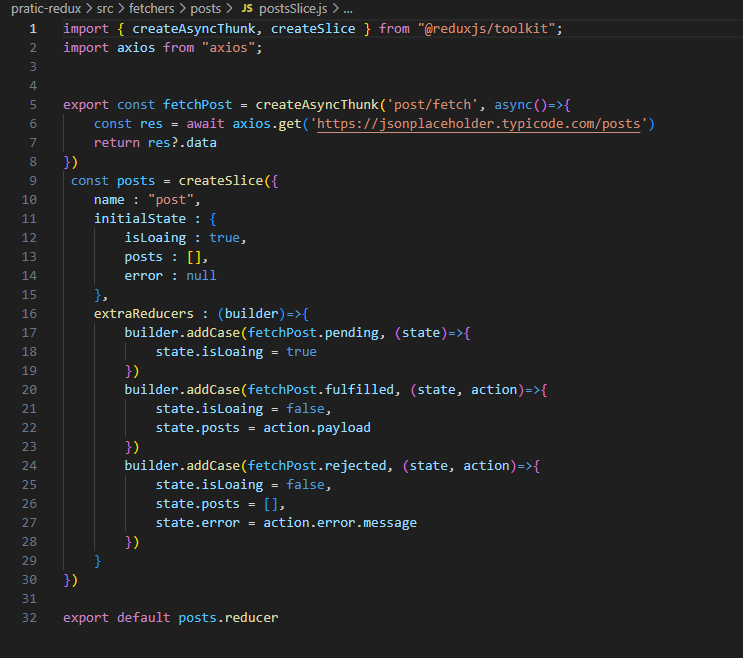 pratic-redux > src > fetchers > posts > JS postsSlice.js > ...
1 import { createAsyncThunk, createSlice } from "@reduxjs/toolkit";
2 import axios from "axios";
3
4
5 export const fetchPost = createAsyncThunk('post/fetch', async()=>{
6     const res = await axios.get('https://jsonplaceholder.typicode.com/posts')
7     return res?.data
8 })
9  const posts = createSlice({
10     name : "post",
11     initialState : {
12         isLoaing : true,
13         posts : [],
14         error : null
15     },
16     extraReducers : (builder)=>{
17         builder.addCase(fetchPost.pending, (state)=>{
18             state.isLoaing = true
19         })
20         builder.addCase(fetchPost.fulfilled, (state, action)=>{
21             state.isLoaing = false,
22             state.posts = action.payload
23         })
24         builder.addCase(fetchPost.rejected, (state, action)=>{
25             state.isLoaing = false,
26             state.posts = [],
27             state.error = action.error.message
28         })
29     }
30 })
31
32 export default posts.reducer